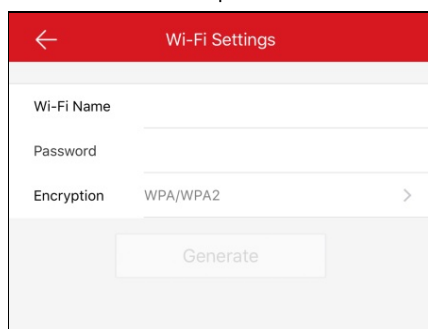 Wi-Fi Settings
Wi-Fi Name
Password
Encryption WPA/WPA2
Generate